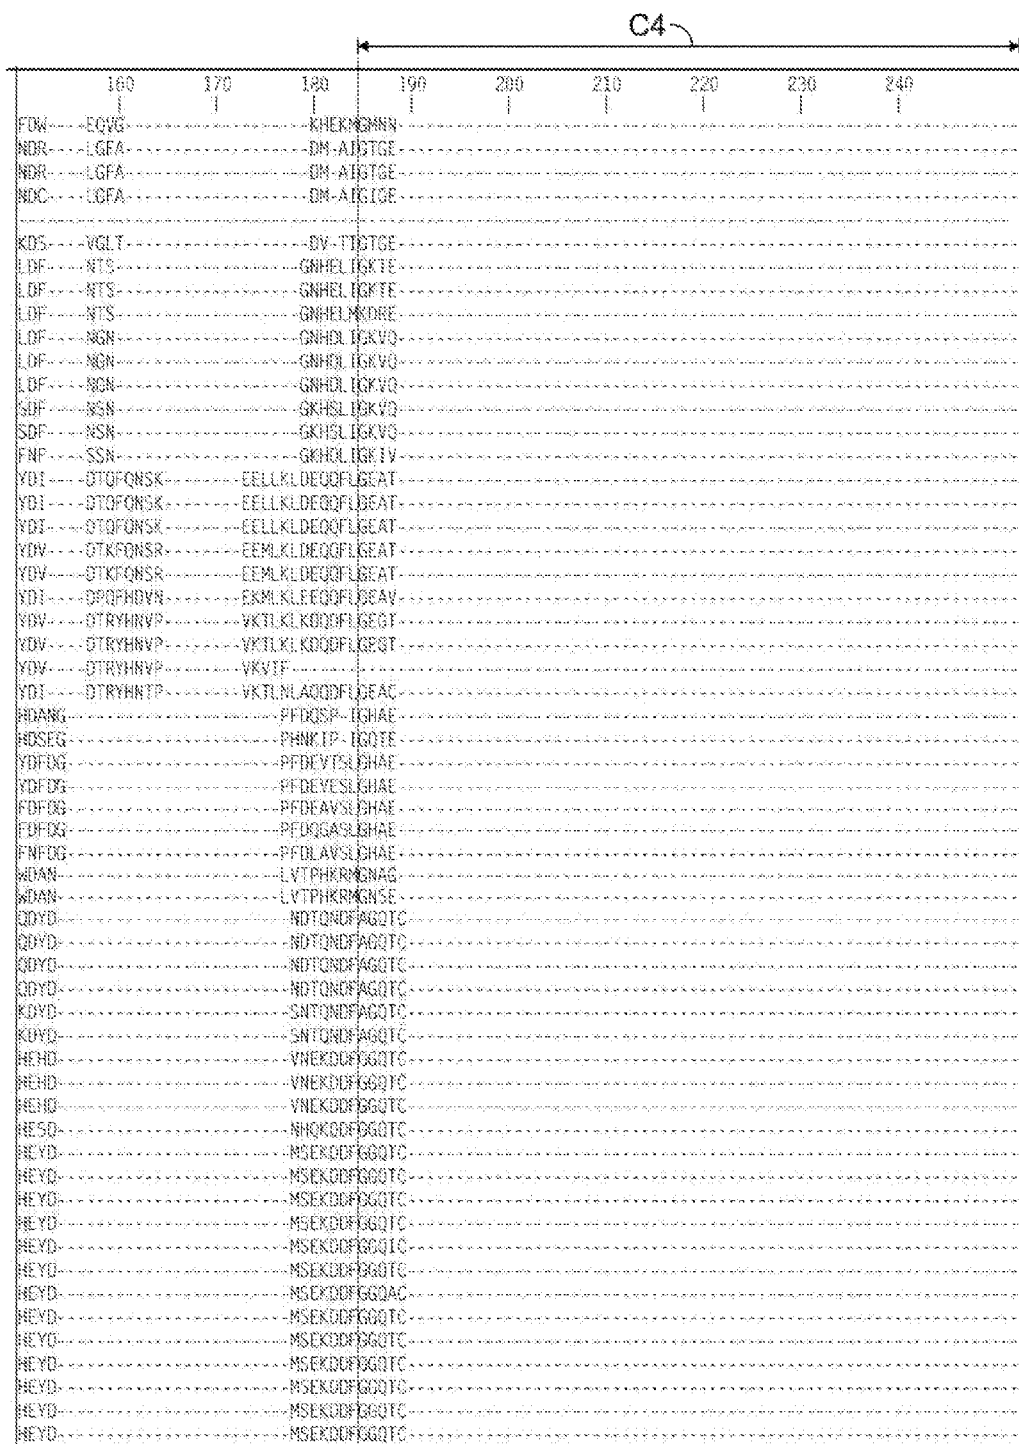 C4
160 170 180 190 200 210 220 230 240
FDW----EQVG-------------------KHEKMGMNN
NDR----LGFA-------------------DM-AIGTGE
NDR----LGFA-------------------DM-AIGTGE
NDC----LGFA-------------------DM-AIGIGE
KDS----VGLT-------------------DV-TIGTGE
LDF----NTS-------------------GNHELIGKTE
LDF----NTS-------------------GNHELIGKTE
LDF----NTS-------------------GNHELMKDRE
LDF----NGN-------------------GNHDLIGKVQ
LDF----NGN-------------------GNHDLIGKVQ
LDF----NGN-------------------GNHDLIGKVQ
SDF----NSN-------------------GKHSLIGKVQ
SDF----NSN-------------------GKHSLIGKVQ
FNF----SSN-------------------GKHDLIGKIV
YDI----DTQFQNSK--------EELLKLDEQQFLGEAT
YDI----DTQFQNSK--------EELLKLDEQQFLGEAT
YDI----DTQFQNSK--------EELLKLDEQQFLGEAT
YDV----DTKFQNSR--------EEMLKLDEQQFLGEAT
YDV----DTKFQNSR--------EEMLKLDEQQFLGEAT
YDI----DPQFHDVN--------EKMLKLEEQQFLGEAV
YDV----DTRYHNVP--------VKTLKLKDQDFLGEGT
YDV----DTRYHNVP--------VKTLKLKDQDFLGEGT
YDV----DTRYHNVP--------VKVIF
YDI----DTRYHNTP--------VKTLNLAQQDFLGEAC
HDANG----------------------PFDQSP-IGHAE
HDSEG----------------------PHNKIP-IGQTE
YDFDG----------------------PFDEVTSLGHAE
YDFDG----------------------PFDEYESLGHAE
FDFDG----------------------PFDEAVSLGHAE
FDFDG----------------------PFDQGASLGHAE
FNFDG----------------------PFDLAVSLGHAE
WDAN-----------------------LVTPHKRMGNAG
WDAN-----------------------LVTPHKRMGNSE
QDYD------------------------NDTQNDFAGQTC
QDYD------------------------NDTQNDFAGQTC
QDYD------------------------NDTQNDFAGQTC
QDYD------------------------NDTQNDFAGQTC
KDYD------------------------SNTQNDFAGQTC
KDYD------------------------SNTQNDFAGQTC
HEHD------------------------VNEKDDFGGQTC
HEHD------------------------VNEKDDFGGQTC
HEHD------------------------VNEKDDFGGQTC
HESD------------------------NHQKDDFGGQTC
HEYD------------------------MSEKDDFGGQTC
HEYD------------------------MSEKDDFGGQTC
HEYD------------------------MSEKDDFGGQTC
HEYD------------------------MSEKDDFGGQTC
HEYD------------------------MSEKDDFGGQIC
HEYD------------------------MSEKDDFGGQTC
HEYD------------------------MSEKDDFGGQAC
HEYD------------------------MSEKDDFGGQTC
HEYD------------------------MSEKDDFGGQTC
HEYD------------------------MSEKDDFGGQTC
HEYD------------------------MSEKDDFGGQTC
HEYD------------------------MSEKDDFGGQTC
HEYD------------------------MSEKDDFGGQTC